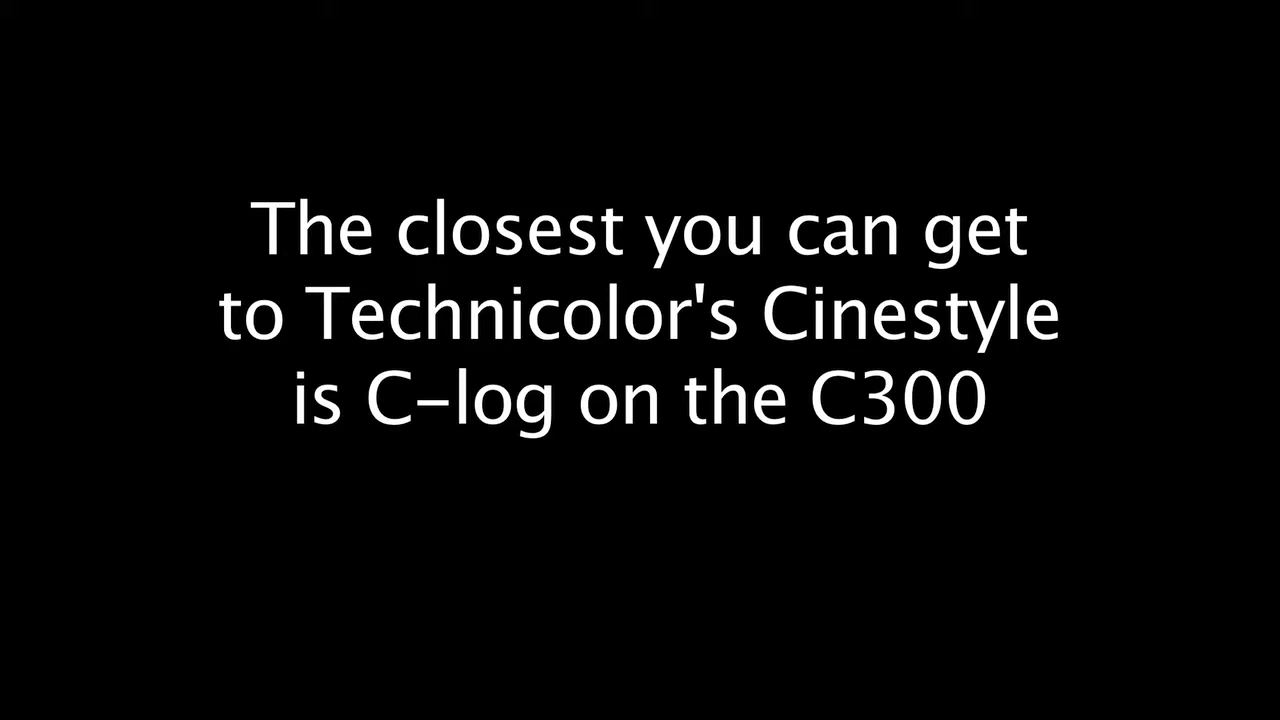 The closest you can get
to Technicolor's Cinestyle
is C-log on the C300